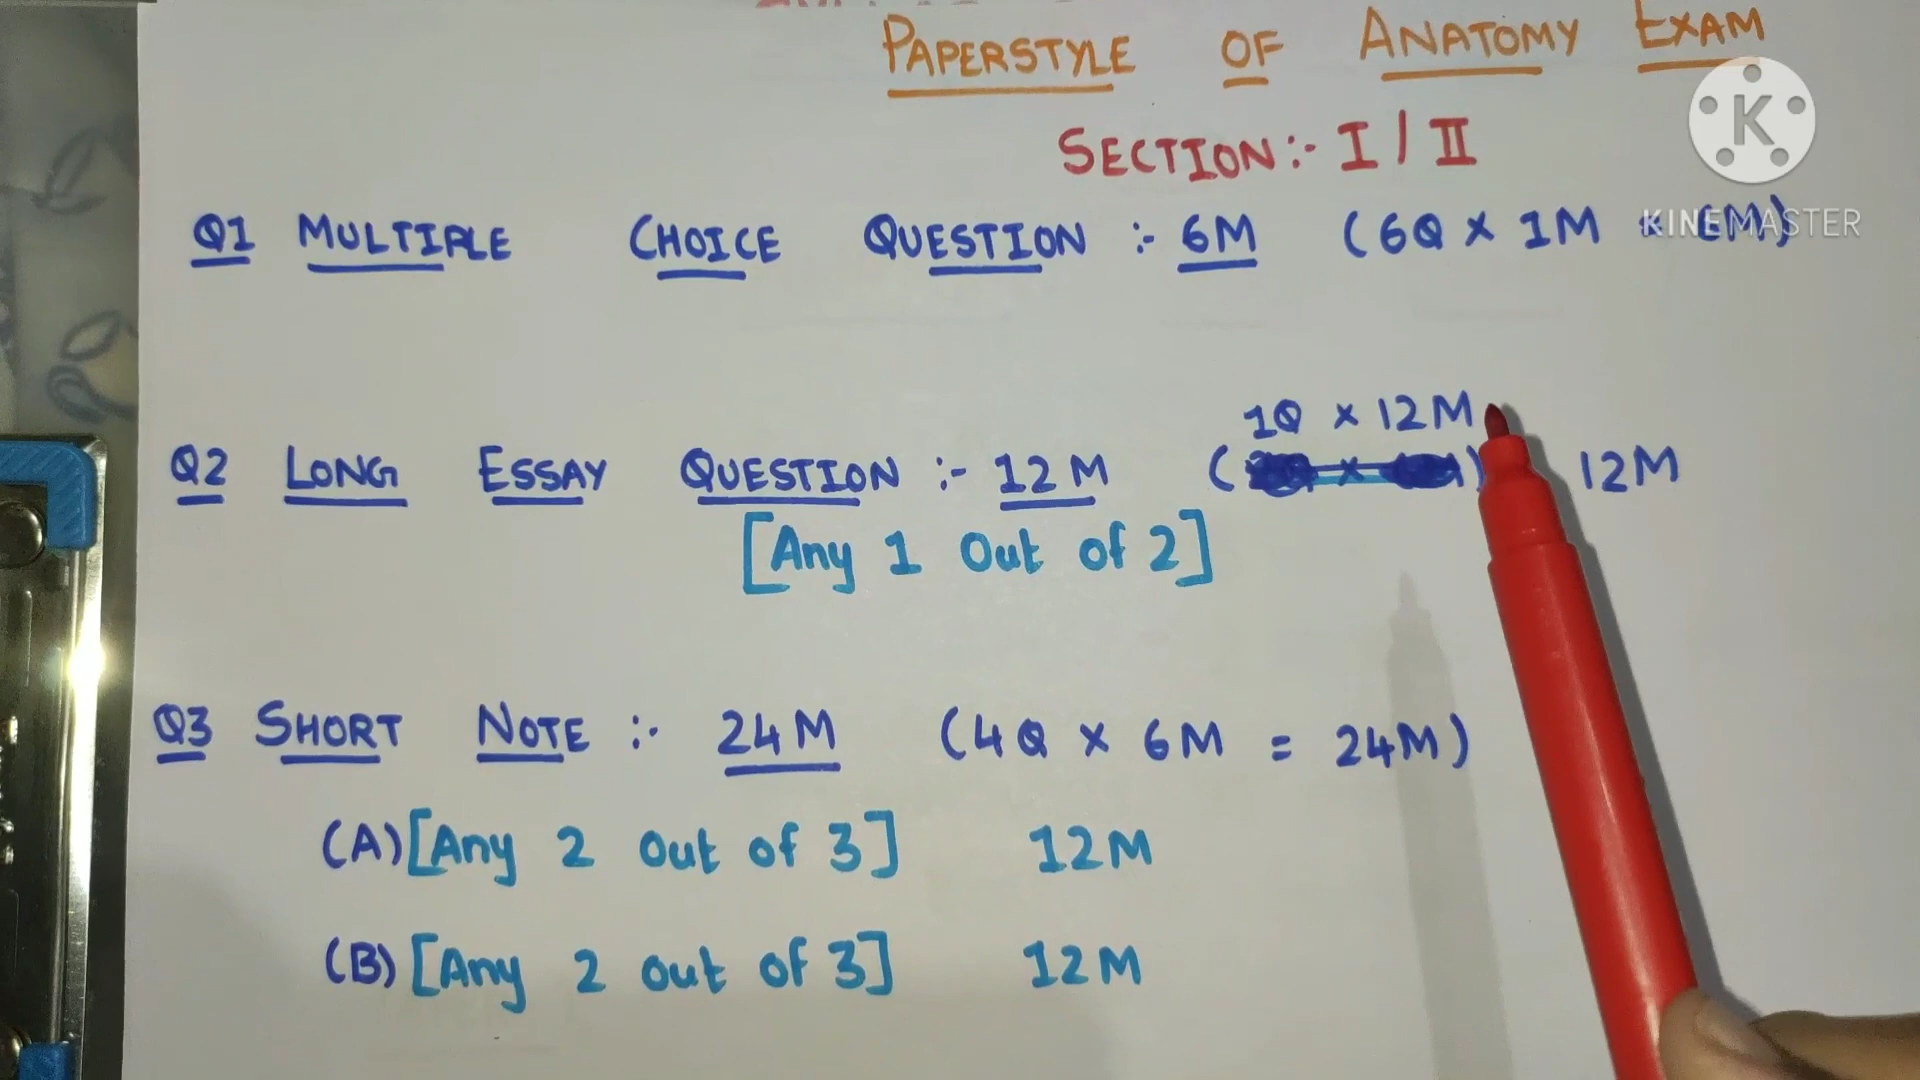 PAPERSTYLE OF ANATOMY EXAM
SECTION:- I / II
K
KINEMASTER
Q1 MULTIPLE CHOICE QUESTION :- 6M (6Q X 1M 6M)
1Q X 12M
Q2 LONG ESSAY QUESTION :- 12M ( ) 12M
[Any 1 Out of 2]
Q3 SHORT NOTE :- 24M (4Q X 6M = 24M)
(A) [Any 2 Out of 3] 12M
(B) [Any 2 Out of 3] 12M